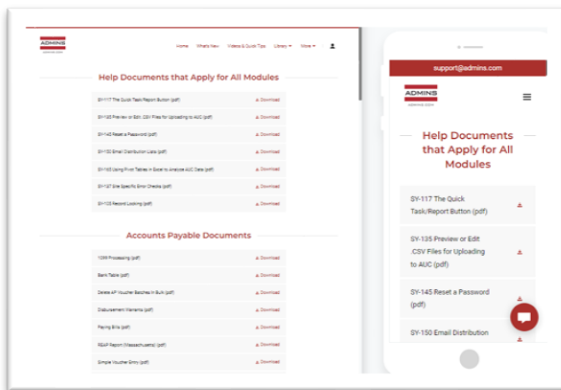 ADMINS
Home What's New Videos & Quick Tips Library More
Help Documents that Apply for All Modules
SY-117 The Quick Task/Report Button (pdf) Download
SY-135 Preview or Edit .CSV Files for Uploading to AUC (pdf) Download
SY-145 Reset a Password (pdf) Download
SY-150 Email Distribution Lists (pdf) Download
SY-163 Using Pivot Tables in Excel to Analyze AUC Data (pdf) Download
SY-187 Site Specific Error Checks (pdf) Download
Record Locking (pdf) Download
Accounts Payable Documents
1099 Processing (pdf) Download
Bank Table (pdf) Download
Delete AP Voucher Batches in Bulk (pdf) Download
Disbursement Warrants (pdf) Download
Paying Bills (pdf) Download
Report (Massachusetts) (pdf) Download
Simple Voucher Entry (pdf) Download
support@admins.com
ADMINS
Help Documents
that Apply for All
Modules
SY-117 The Quick
Task/Report Button (pdf)
SY-135 Preview or Edit
.CSV Files for Uploading
to AUC (pdf)
SY-145 Reset a Password
(pdf)
SY-150 Email Distribution